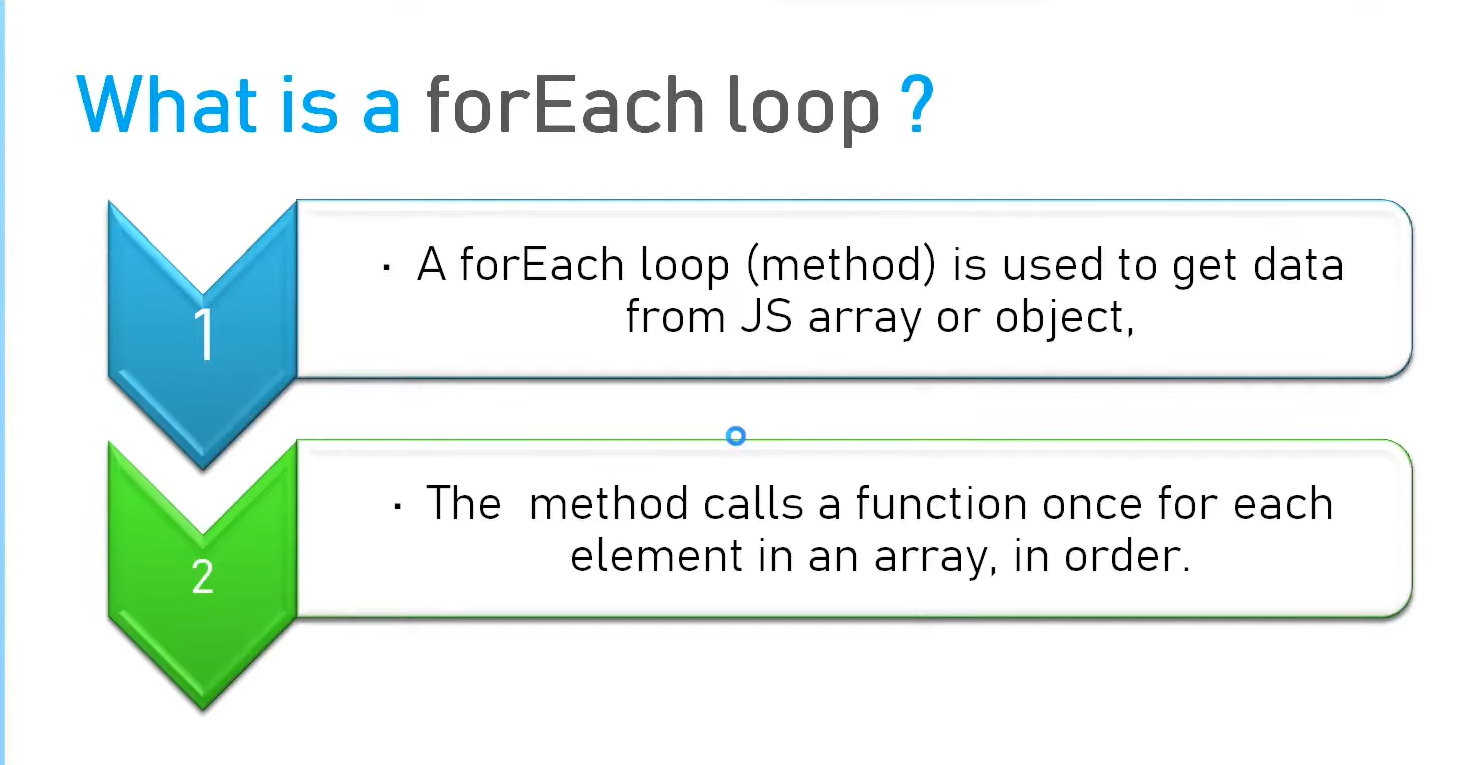 What is a forEach loop ?
1
· A forEach loop (method) is used to get data
from JS array or object,
2
· The method calls a function once for each
element in an array, in order.